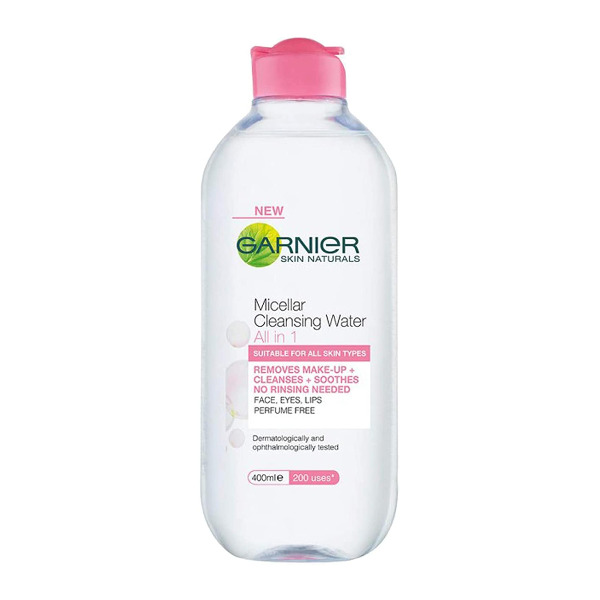 NEW
GARNIER
SKIN NATURALS
Micellar
Cleansing Water
All in 1
SUITABLE FOR ALL SKIN TYPES
REMOVES MAKE-UP +
CLEANSES + SOOTHES
NO RINSING NEEDED
FACE, EYES, LIPS
PERFUME FREE
Dermatologically and
ophthalmologically tested
400ml℮ 200 uses*